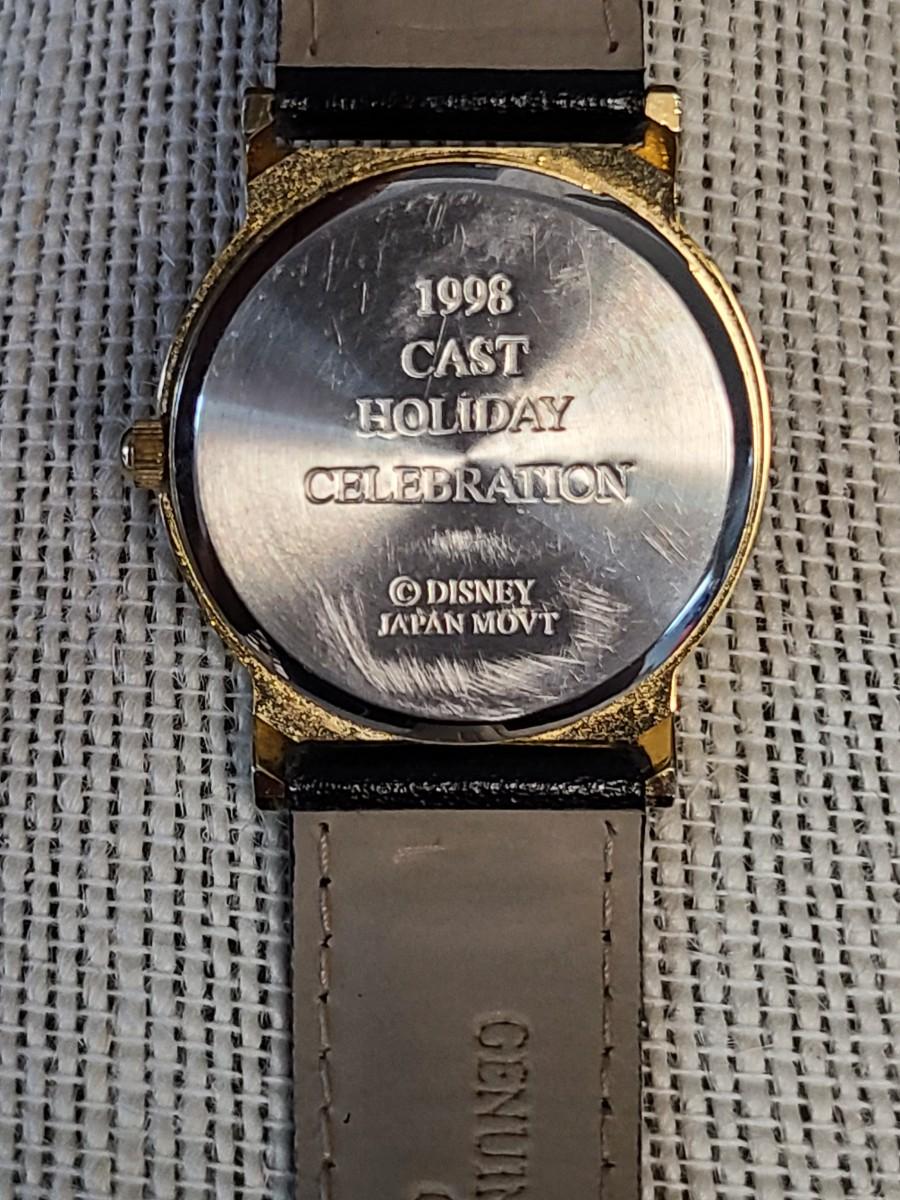 1998
CAST
HOLIDAY
CELEBRATION
© DISNEY
JAPAN MOVT